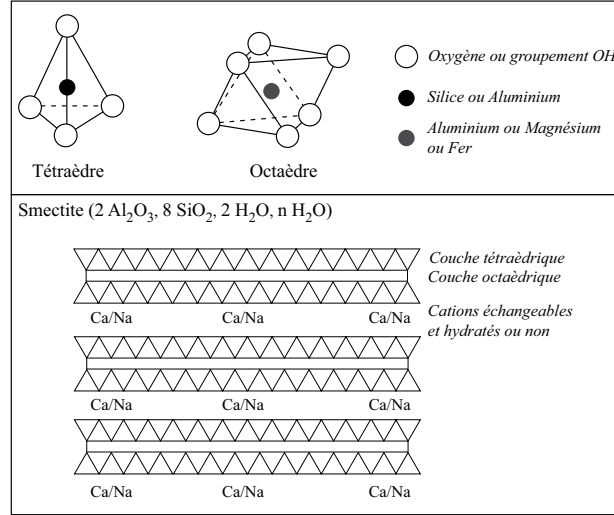 Oxygène ou groupement OH
Silice ou Aluminium
Aluminium ou Magnésium
ou Fer
Tétraèdre
Octaèdre
Smectite (2 Al2O3, 8 SiO2, 2 H2O, n H2O)
Couche tétraèdrique
Couche octaèdrique
Cations échangeables
et hydratés ou non
Ca/Na Ca/Na Ca/Na
Ca/Na Ca/Na Ca/Na
Ca/Na Ca/Na Ca/Na